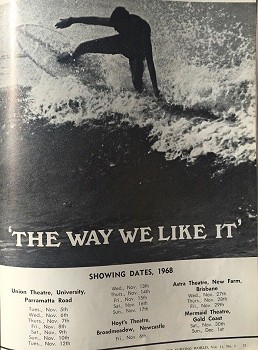 'THE WAY WE LIKE IT'
SHOWING DATES, 1968
Union Theatre, University,
Parramatta Road
Tues., Nov. 5th
Wed., Nov. 6th
Thurs., Nov. 7th
Fri., Nov. 8th
Sat., Nov. 9th
Sun., Nov. 10th
Tues., Nov. 12th
Wed., Nov. 13th
Thurs., Nov. 14th
Fri., Nov. 15th
Sat., Nov. 16th
Sun., Nov. 17th
Hoyt's Theatre,
Broadmeadow, Newcastle
Fri., Nov.
Astra Theatre, New Farm,
Brisbane
Wed., Nov. 27th
Thurs., Nov. 28th
Fri., Nov. 29th
Mermaid Theatre,
Gold Coast
Sat., Nov. 30th
Sun., Dec. 1st
SURFING WORLD, Vol.